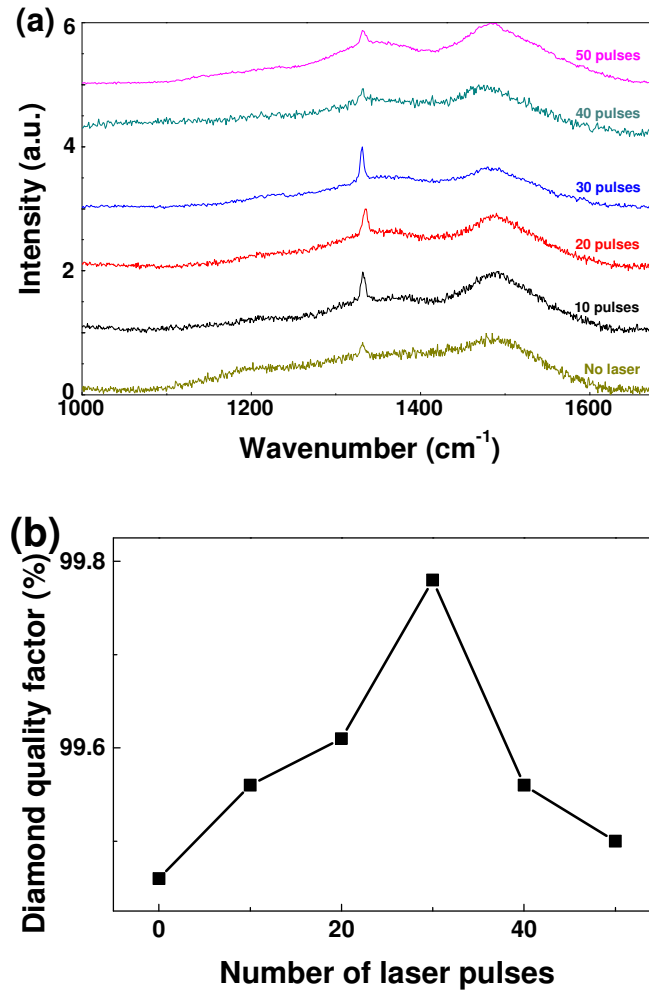 (a)
6
4
2
0
Intensity (a.u.)
50 pulses
40 pulses
30 pulses
20 pulses
10 pulses
No laser
1000 1200 1400 1600
Wavenumber (cm⁻¹)
(b)
99.8
99.6
Diamond quality factor (%)
0 20 40
Number of laser pulses